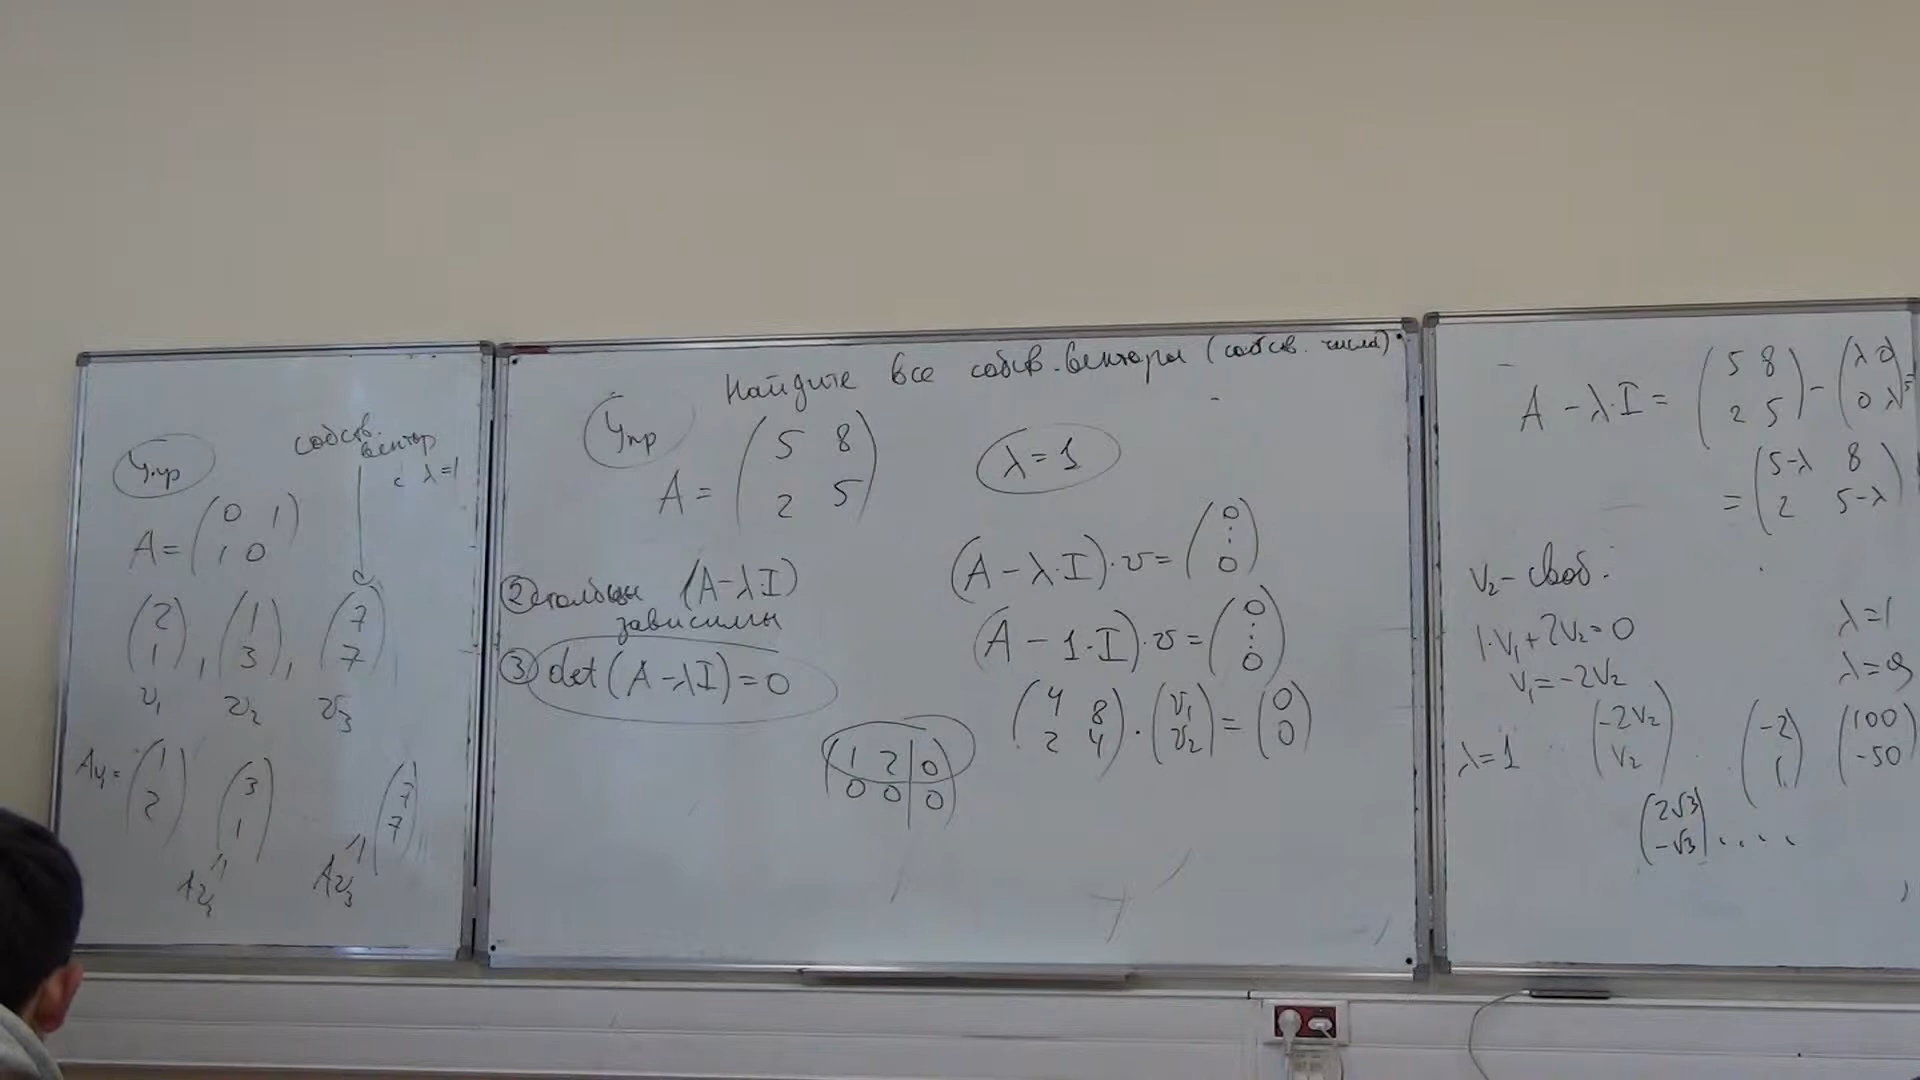 Упр
собств.
вектор
с λ=1
A = (0 1; 1 0)
(2; 1), (1; 3), (7; 7)
v₁ v₂ v₃
Av₁ = (1; 2) (3; 1) (7; 7)
Av₂ Av₃
Найдите все собств. вектора (собств. числа)
Упр
A = (5 8; 2 5)
λ = 1
② столбцы (A - λ·I)
зависимы
③ det(A - λI) = 0
(A - λ·I)·v = (0; ⋮; 0)
(A - 1·I)·v = (0; ⋮; 0)
(4 8; 2 4)·(v₁; v₂) = (0; 0)
(1 2 | 0; 0 0 | 0)
A - λ·I = (5 8; 2 5) - (λ 0; 0 λ) =
= (5-λ 8; 2 5-λ)
v₂ - своб.
1·v₁ + 2v₂ = 0
v₁ = -2v₂
λ=1
λ=9
λ=1 (-2v₂; v₂) (-2; 1) (100; -50)
(2√3; -√3) ....